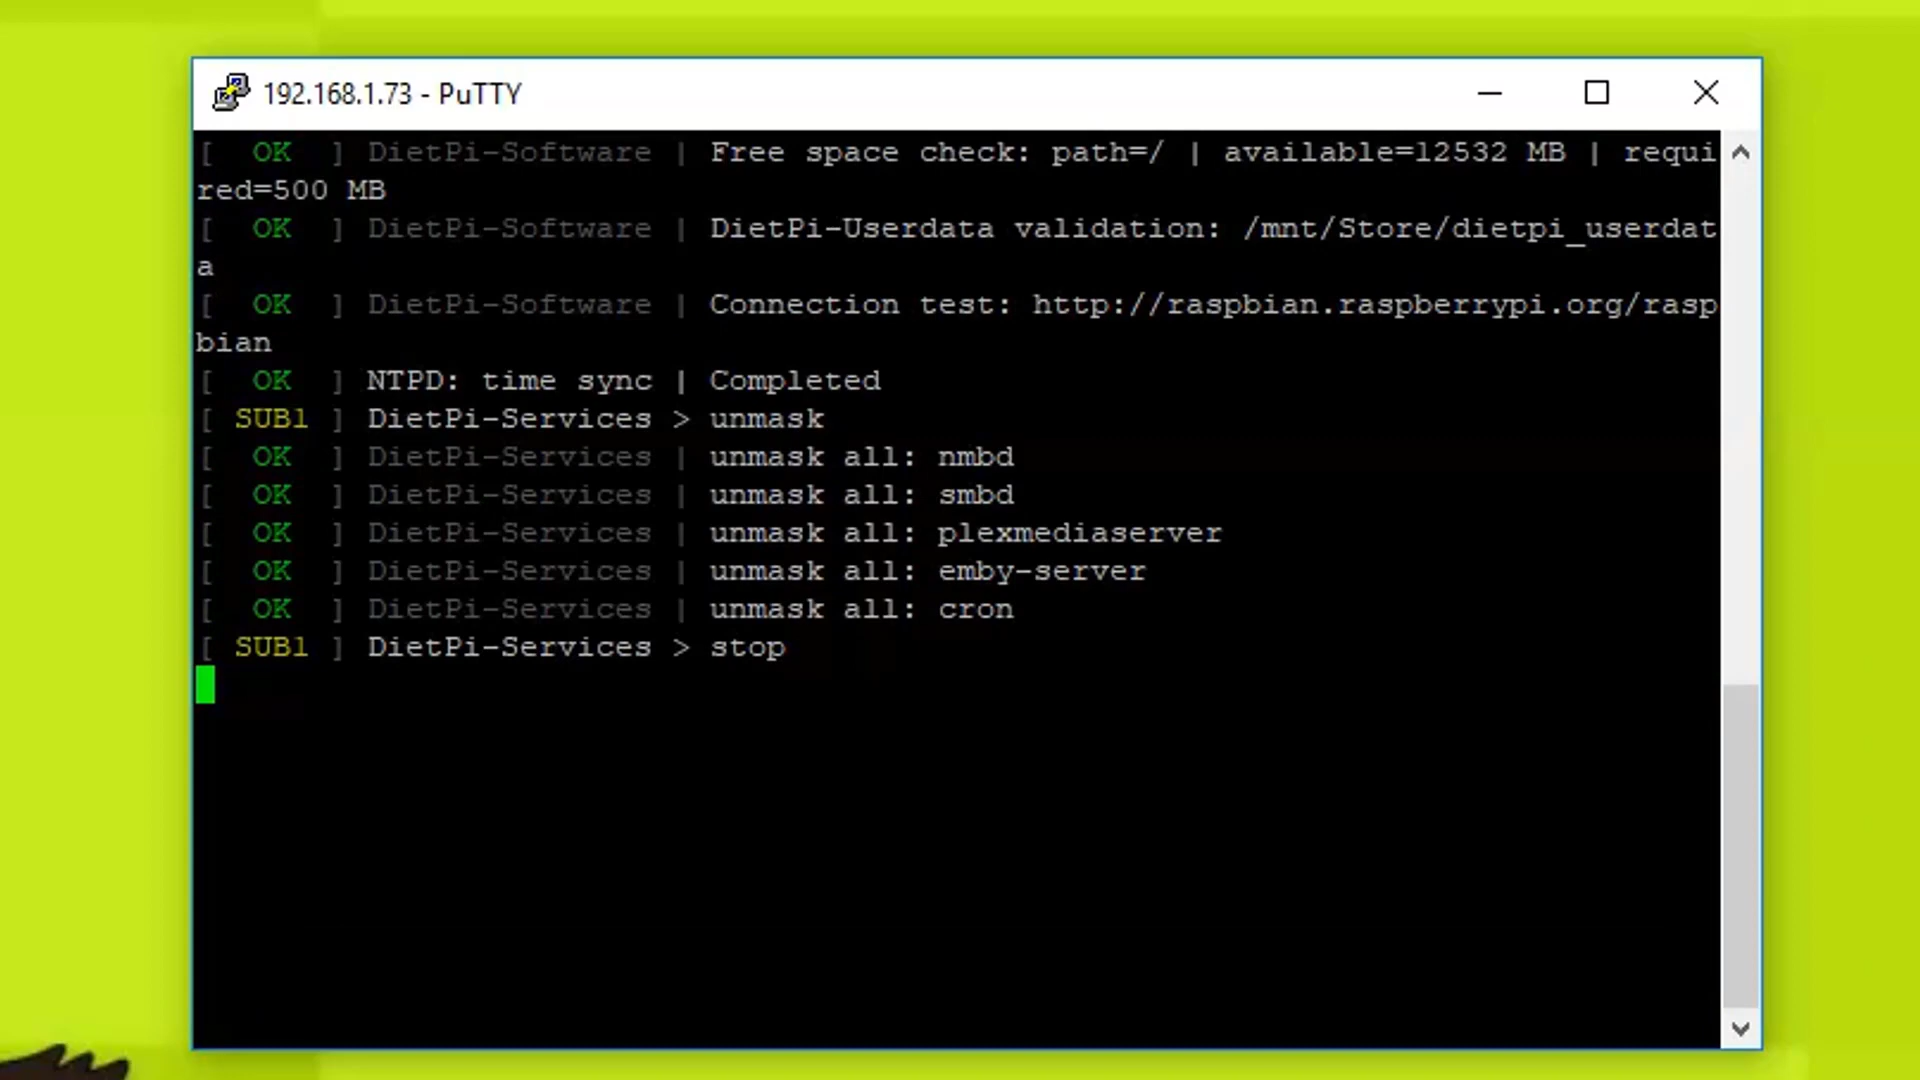 192.168.1.73 - PuTTY
[  OK  ] DietPi-Software | Free space check: path=/ | available=12532 MB | requi
red=500 MB
[  OK  ] DietPi-Software | DietPi-Userdata validation: /mnt/Store/dietpi_userdat
a
[  OK  ] DietPi-Software | Connection test: http://raspbian.raspberrypi.org/rasp
bian
[  OK  ] NTPD: time sync | Completed
[ SUB1 ] DietPi-Services > unmask
[  OK  ] DietPi-Services | unmask all: nmbd
[  OK  ] DietPi-Services | unmask all: smbd
[  OK  ] DietPi-Services | unmask all: plexmediaserver
[  OK  ] DietPi-Services | unmask all: emby-server
[  OK  ] DietPi-Services | unmask all: cron
[ SUB1 ] DietPi-Services > stop